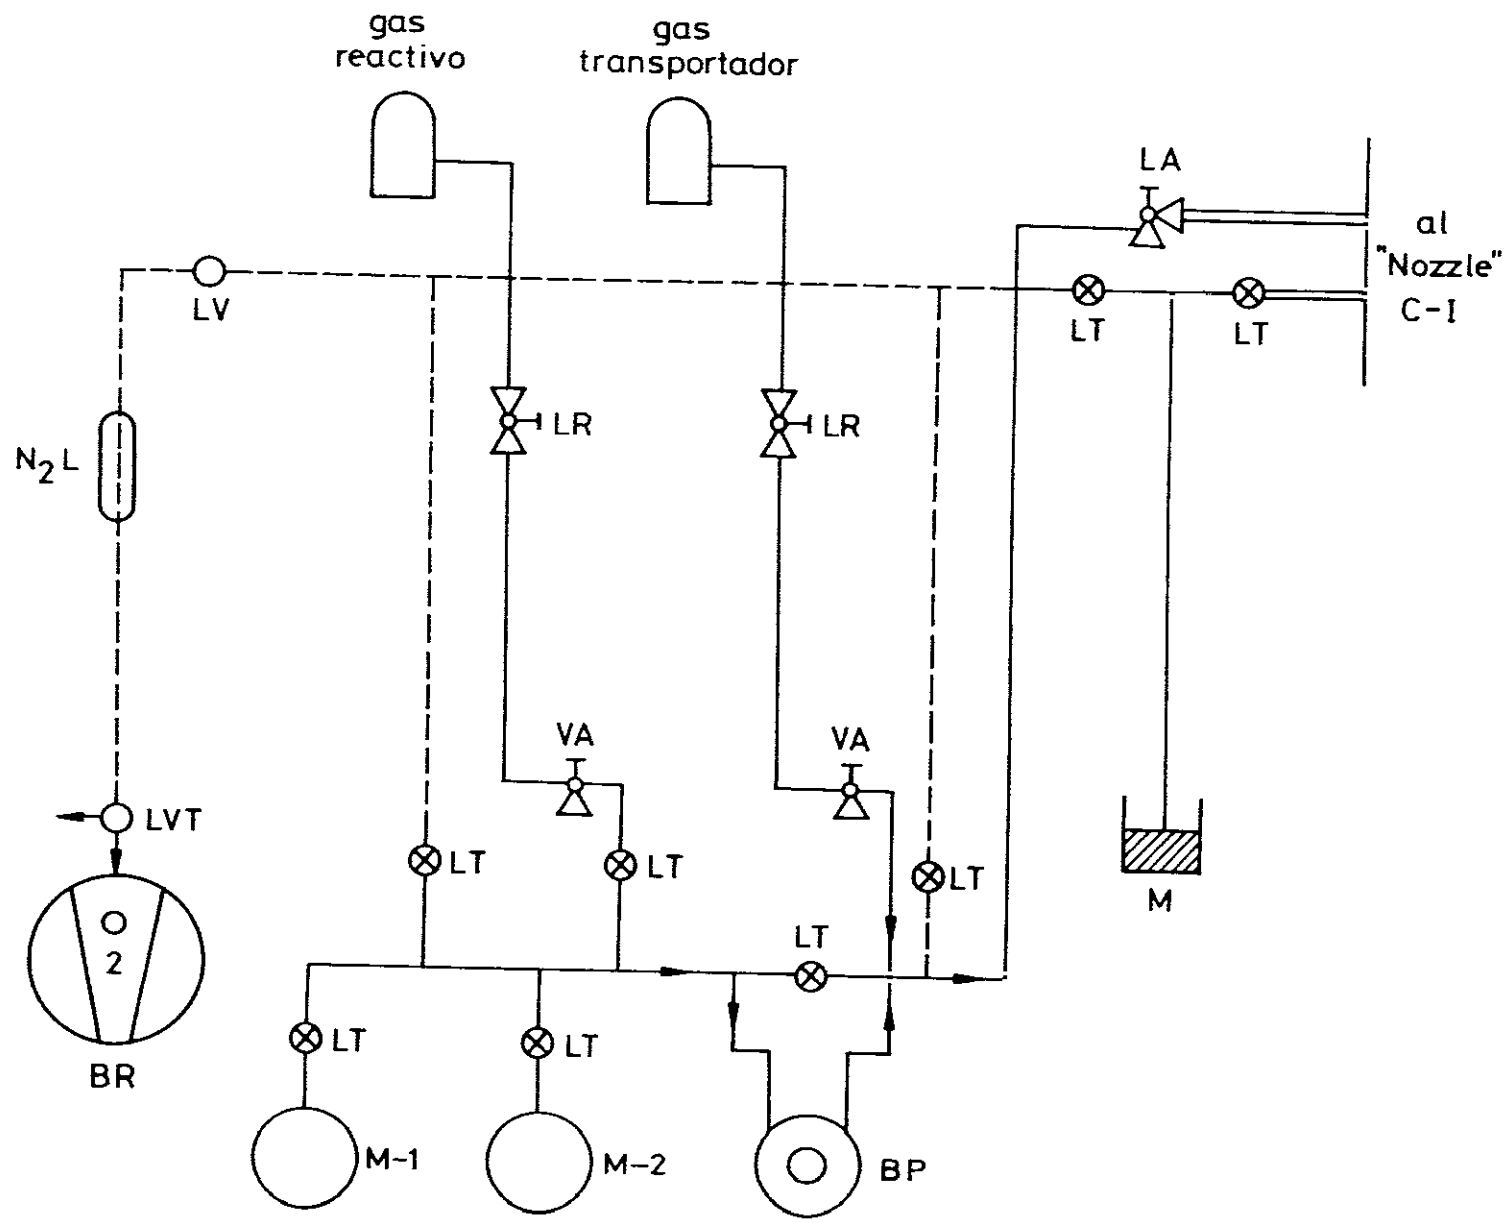 gas
reactivo
gas
transportador
LA
al
"Nozzle"
C-I
LV
LT
LT
LR
LR
N₂L
VA
VA
LVT
LT
LT
LT
M
LT
2
LT
LT
BR
M-1
M-2
BP